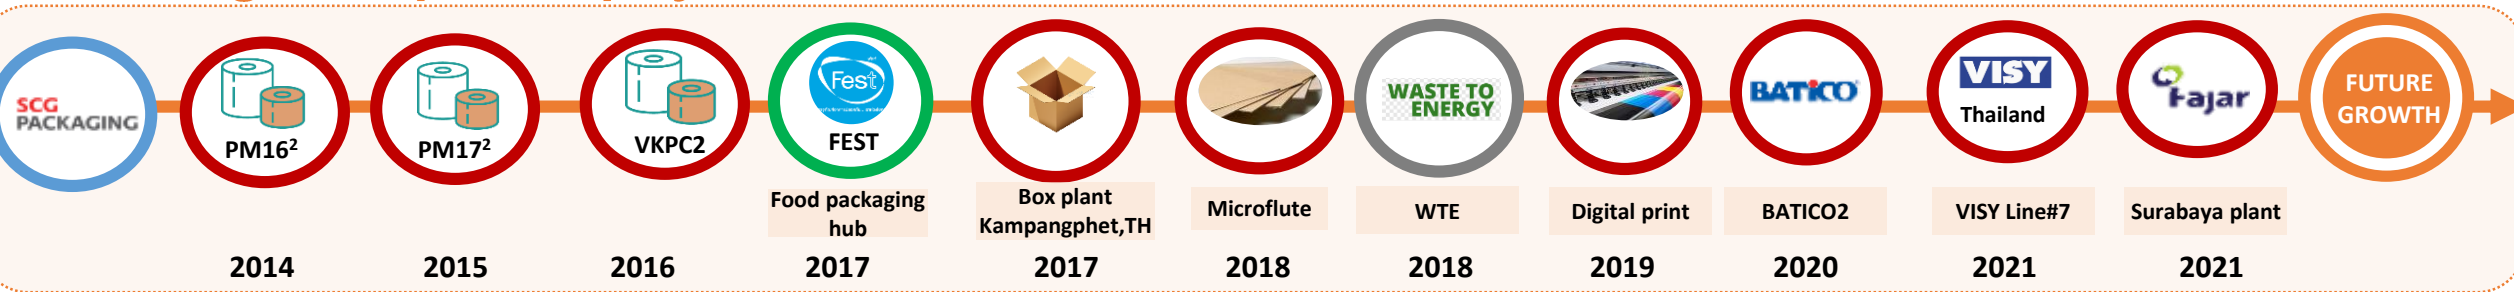 SCG
PACKAGING
PM16²
PM17²
VKPC2
Fest
FEST
WASTE TO
ENERGY
BATICO
VISY
Thailand
Fajar
FUTURE
GROWTH
Food packaging
hub
Box plant
Kampangphet,TH
Microflute
WTE
Digital print
BATICO2
VISY Line#7
Surabaya plant
2014
2015
2016
2017
2017
2018
2018
2019
2020
2021
2021